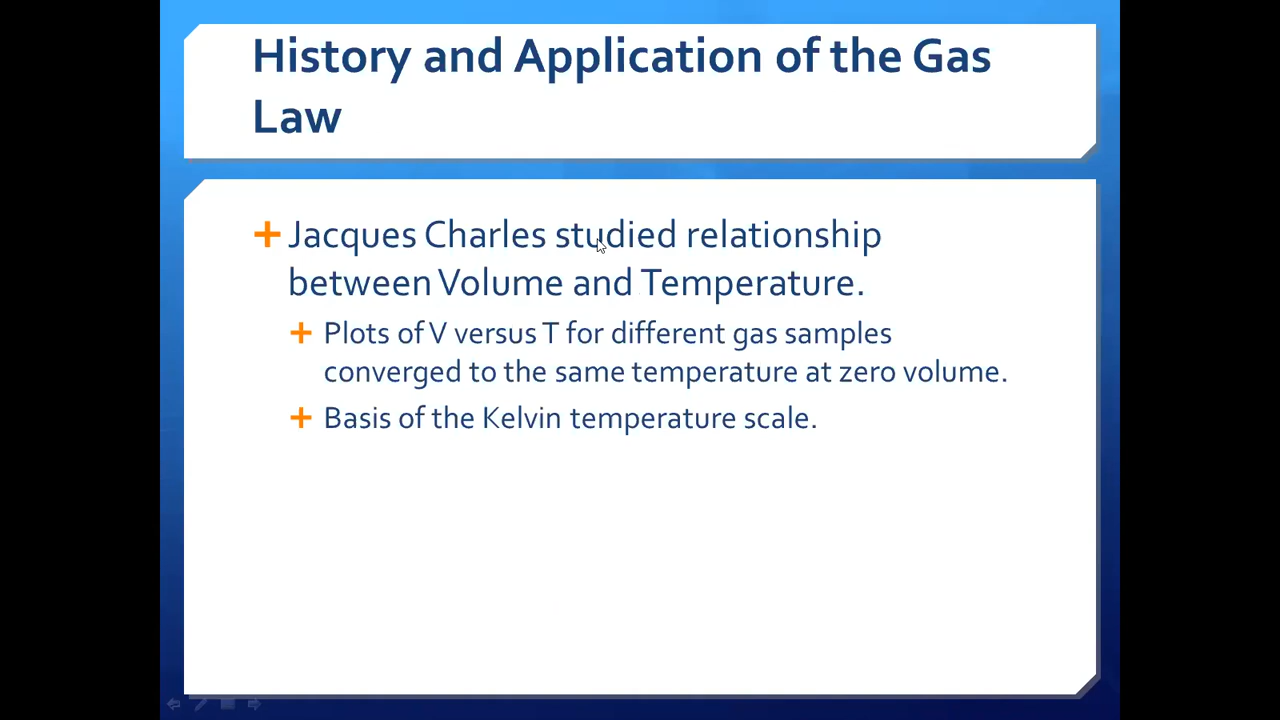 History and Application of the Gas
Law
Jacques Charles studied relationship
between Volume and Temperature.
Plots of V versus T for different gas samples
converged to the same temperature at zero volume.
Basis of the Kelvin temperature scale.